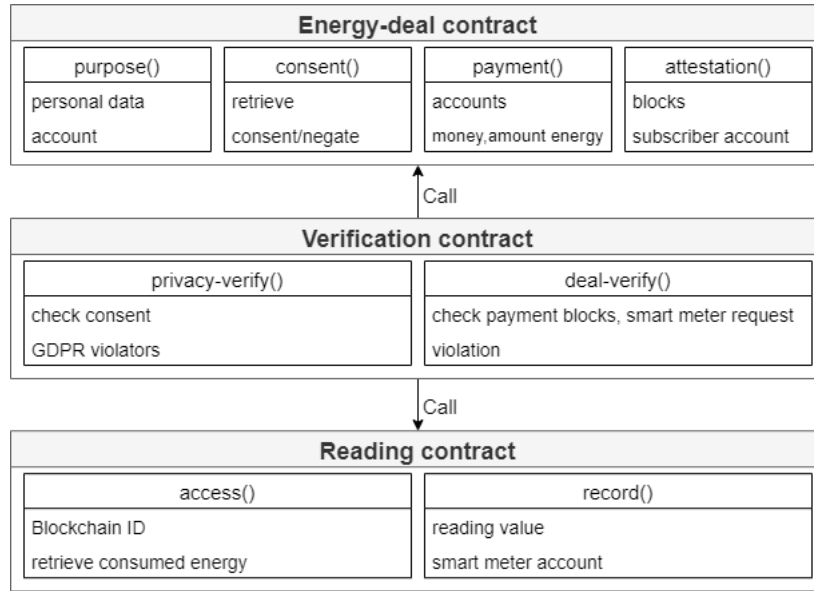 Energy-deal contract
purpose()
personal data
account
consent()
retrieve
consent/negate
payment()
accounts
money,amount energy
attestation()
blocks
subscriber account
Call
Verification contract
privacy-verify()
check consent
GDPR violators
deal-verify()
check payment blocks, smart meter request
violation
Call
Reading contract
access()
Blockchain ID
retrieve consumed energy
record()
reading value
smart meter account